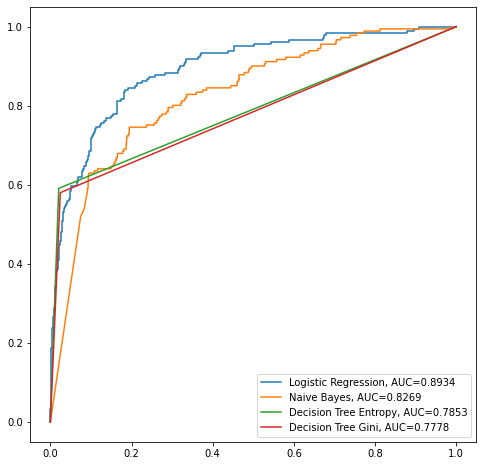 1.0
0.8
0.6
0.4
0.2
0.0
0.0 0.2 0.4 0.6 0.8 1.0
Logistic Regression, AUC=0.8934
Naive Bayes, AUC=0.8269
Decision Tree Entropy, AUC=0.7853
Decision Tree Gini, AUC=0.7778